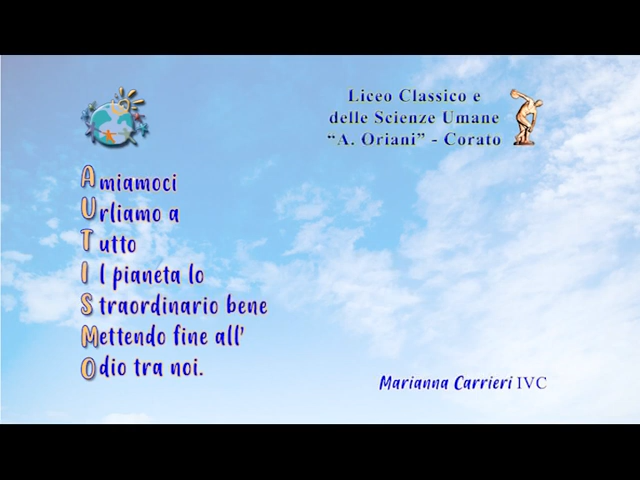 Liceo Classico e
delle Scienze Umane
“A. Oriani” - Corato
Amiamoci
Urliamo a
Tutto
Il pianeta lo
Straordinario bene
Mettendo fine all’
Odio tra noi.
Marianna Carrieri IVC